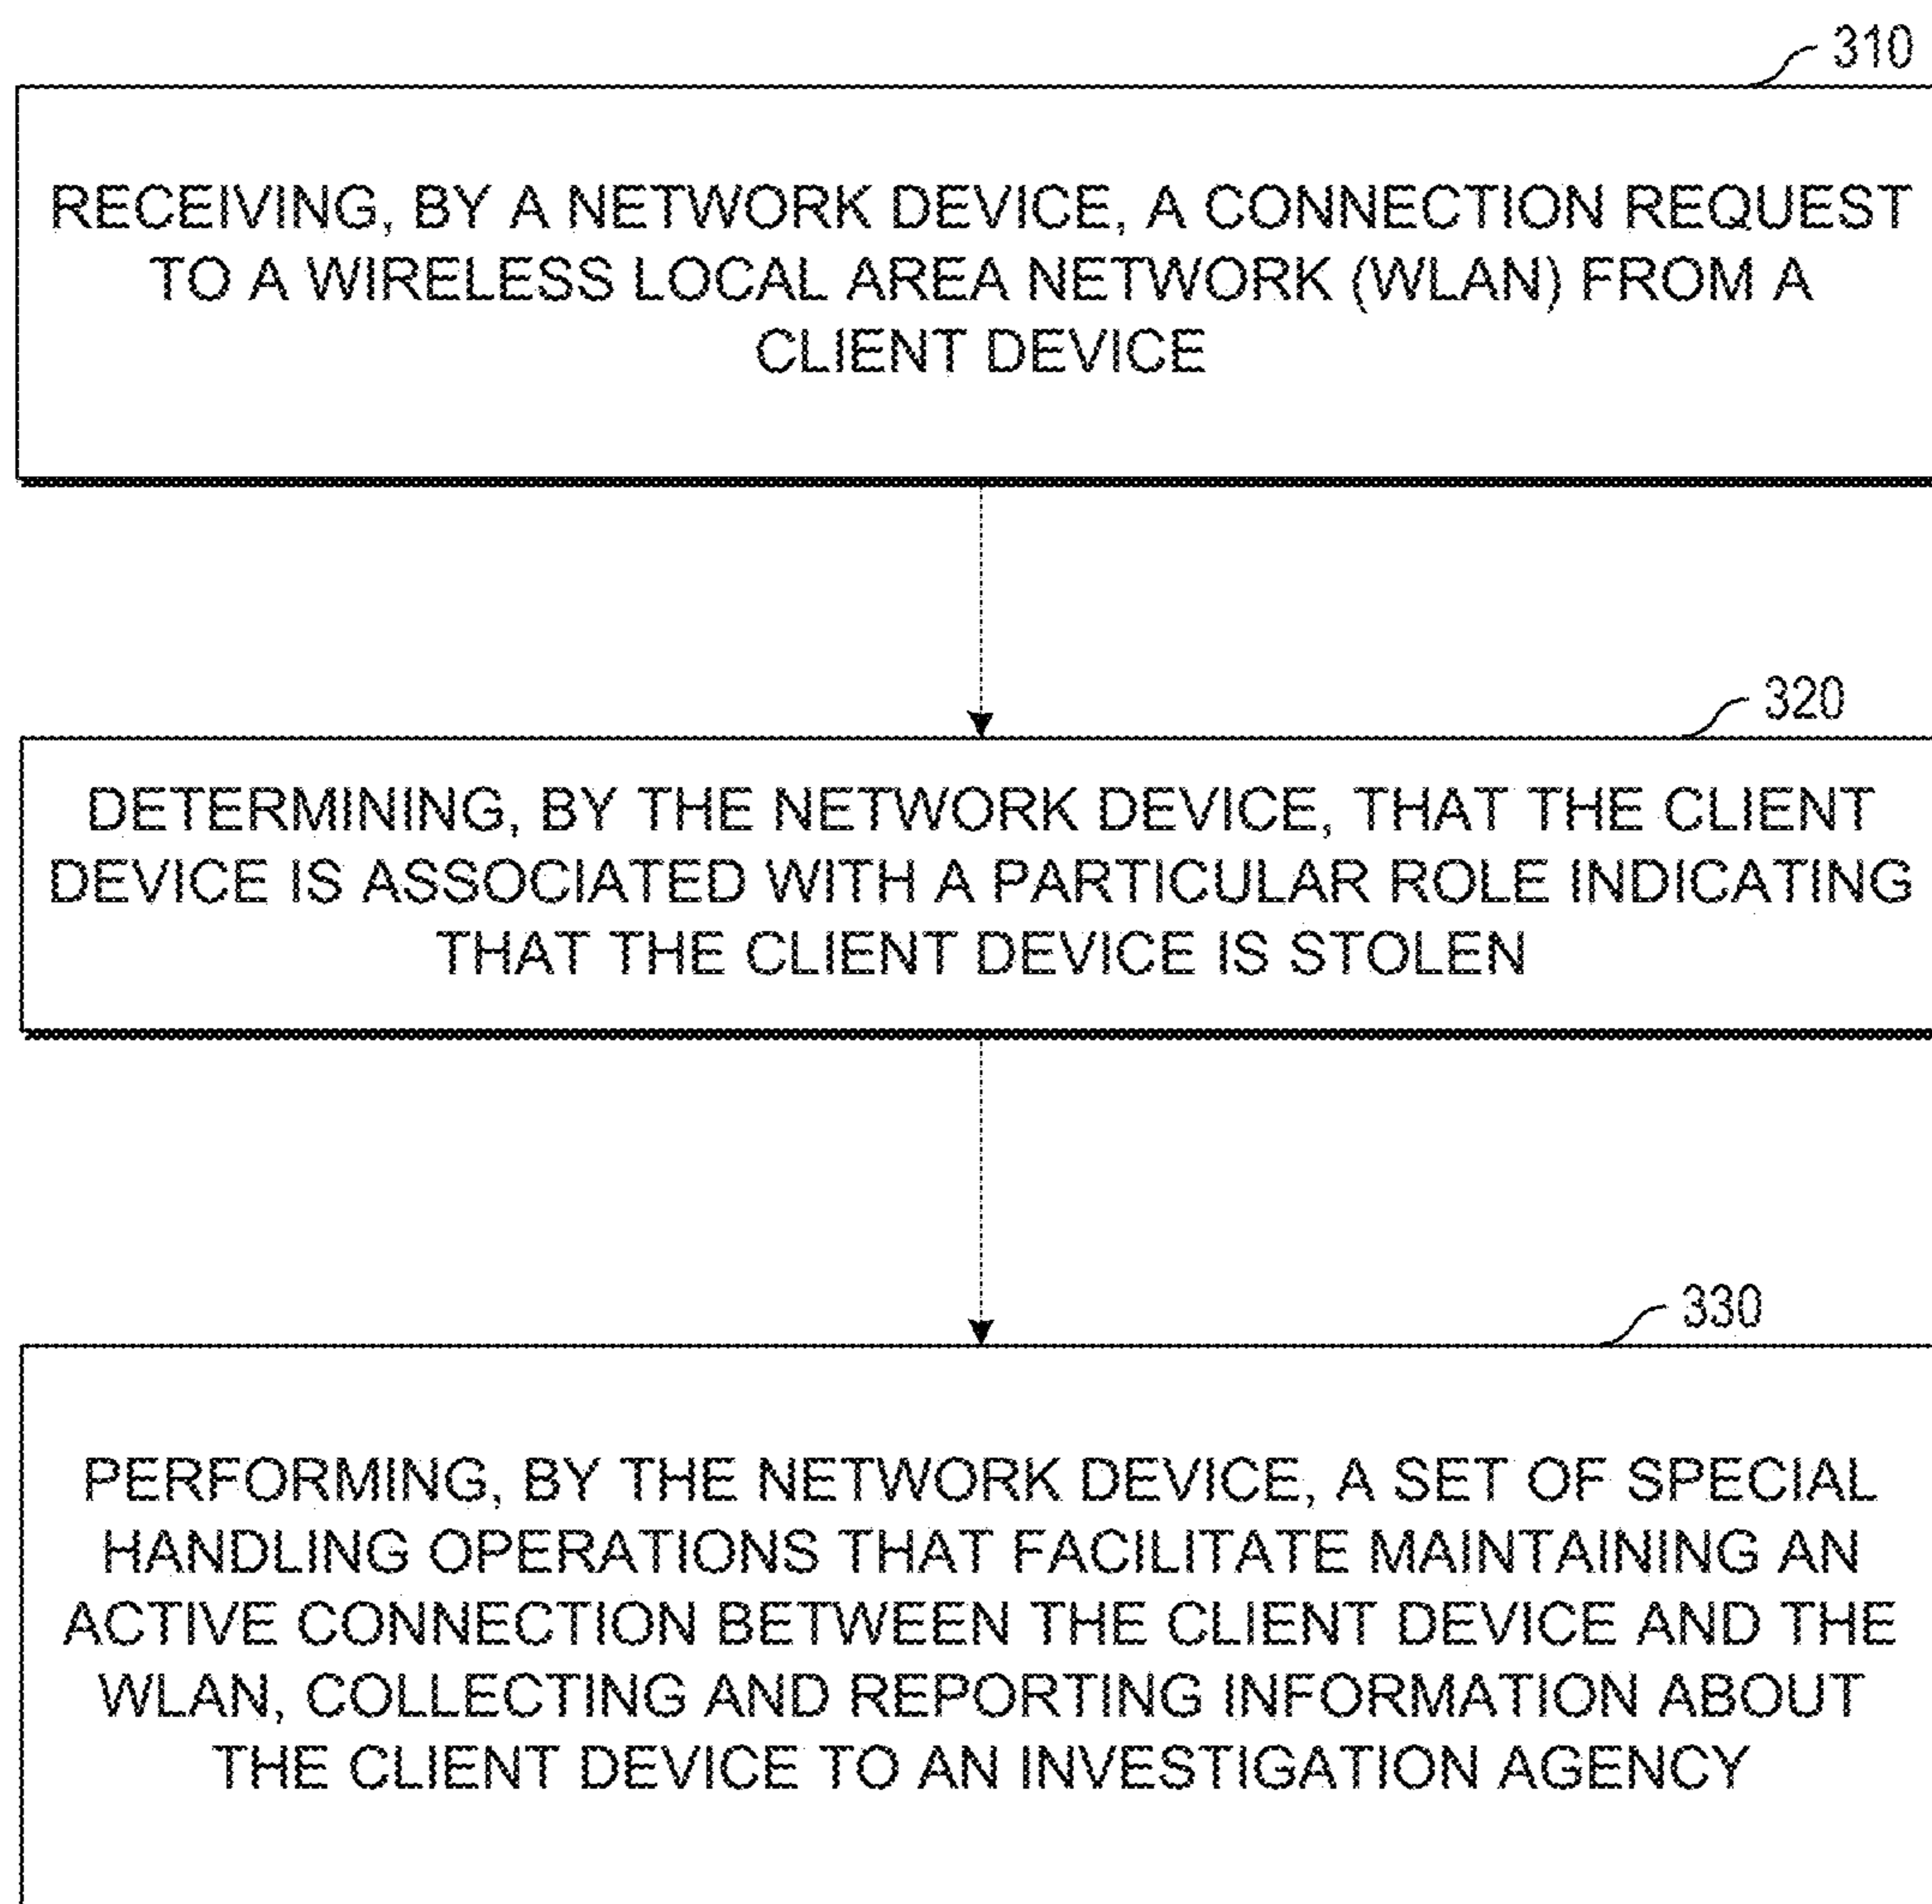 310
RECEIVING, BY A NETWORK DEVICE, A CONNECTION REQUEST
TO A WIRELESS LOCAL AREA NETWORK (WLAN) FROM A
CLIENT DEVICE
320
DETERMINING, BY THE NETWORK DEVICE, THAT THE CLIENT
DEVICE IS ASSOCIATED WITH A PARTICULAR ROLE INDICATING
THAT THE CLIENT DEVICE IS STOLEN
330
PERFORMING, BY THE NETWORK DEVICE, A SET OF SPECIAL
HANDLING OPERATIONS THAT FACILITATE MAINTAINING AN
ACTIVE CONNECTION BETWEEN THE CLIENT DEVICE AND THE
WLAN, COLLECTING AND REPORTING INFORMATION ABOUT
THE CLIENT DEVICE TO AN INVESTIGATION AGENCY